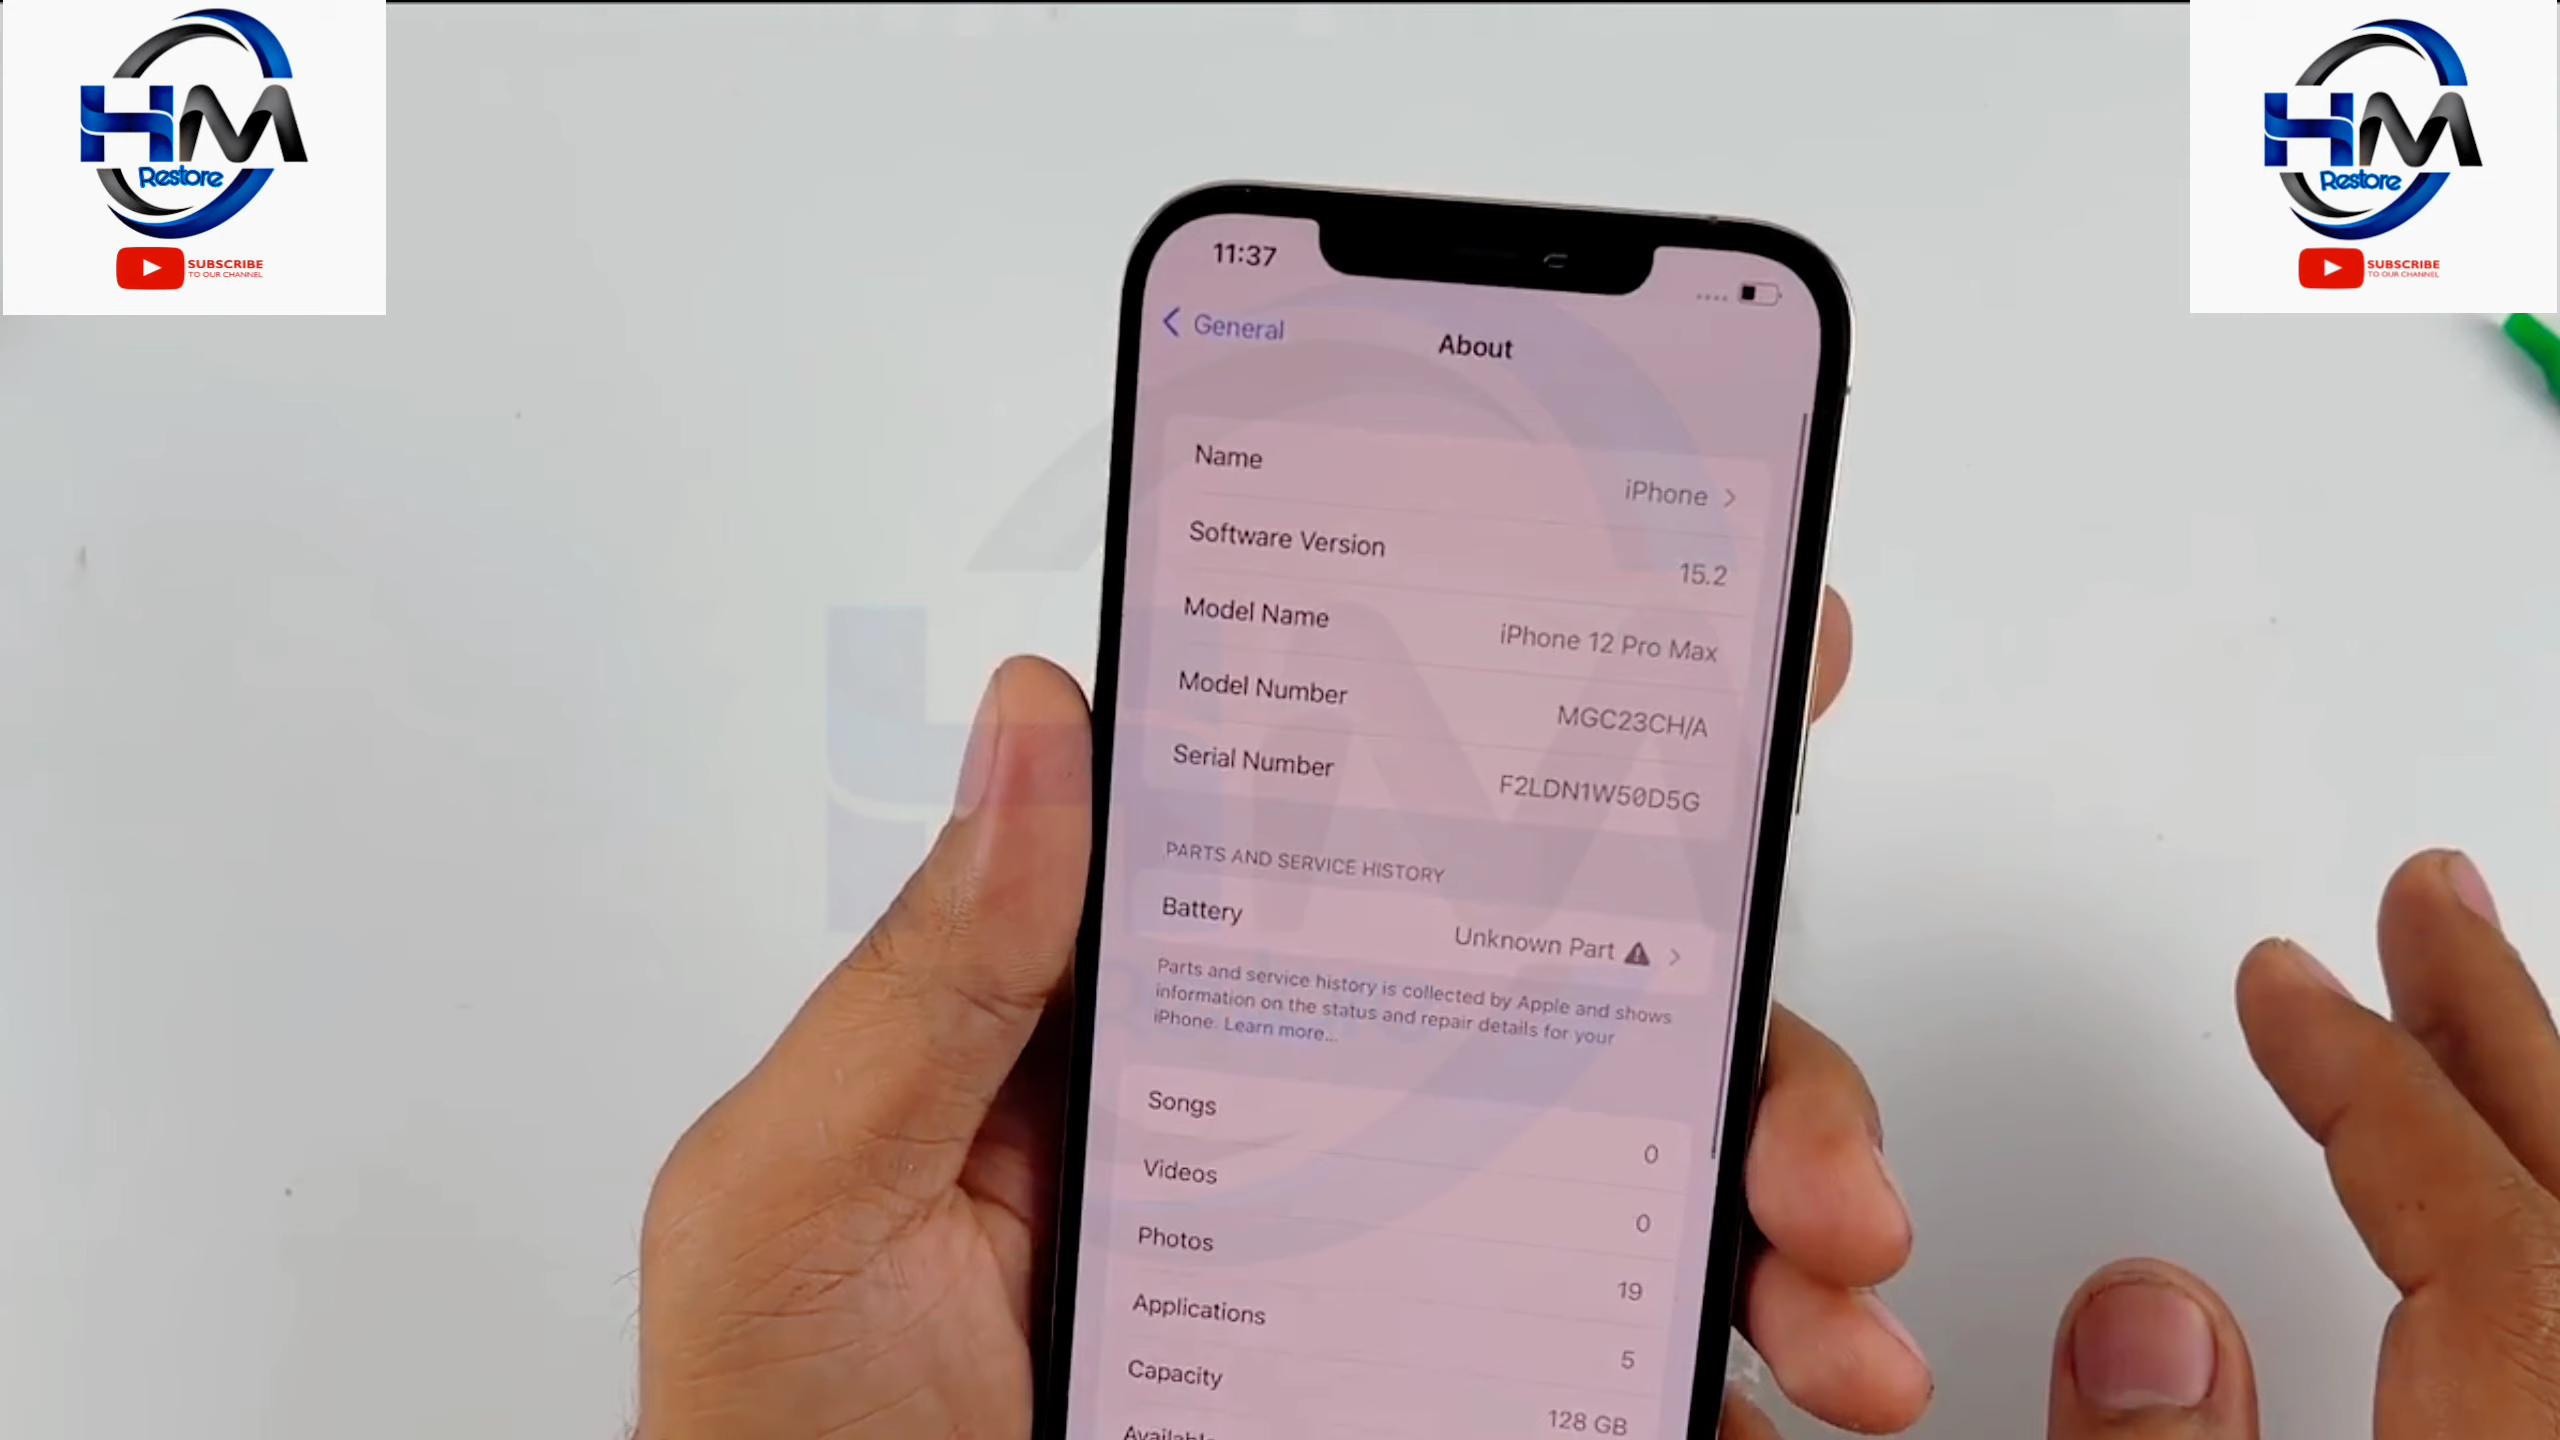 HM
Restore
SUBSCRIBE
TO OUR CHANNEL
HM
Restore
SUBSCRIBE
TO OUR CHANNEL
11:37
General
About
Name
iPhone
Software Version
15.2
Model Name
iPhone 12 Pro Max
Model Number
MGC23CH/A
Serial Number
F2LDN1W50D5G
PARTS AND SERVICE HISTORY
Battery
Unknown Part
Parts and service history is collected by Apple and shows
information on the status and repair details for your
iPhone. Learn more...
Songs
0
Videos
0
Photos
19
Applications
5
Capacity
128 GB